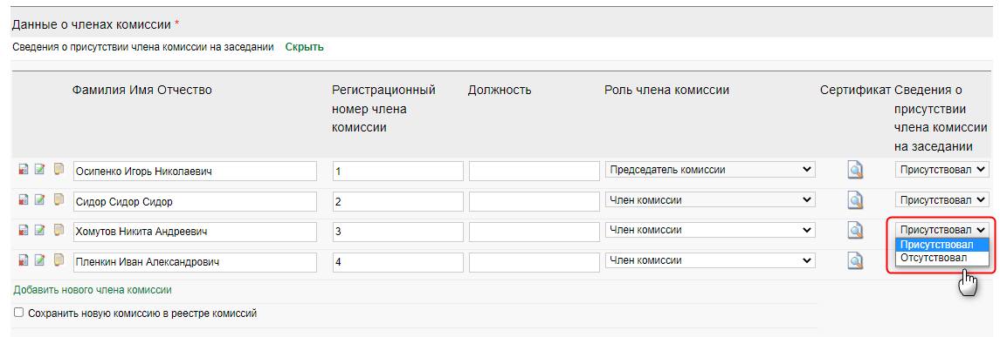 Данные о членах комиссии *
Сведения о присутствии члена комиссии на заседании Скрыть
Фамилия Имя Отчество
Регистрационный
номер члена
комиссии
Должность
Роль члена комиссии
Сертификат
Сведения о
присутствии
члена комиссии
на заседании
Осипенко Игорь Николаевич 1 Председатель комиссии Присутствовал
Сидор Сидор Сидор 2 Член комиссии Присутствовал
Хомутов Никита Андреевич 3 Член комиссии Присутствовал
Присутствовал
Отсутствовал
Пленкин Иван Александрович 4 Член комиссии
Добавить нового члена комиссии
Сохранить новую комиссию в реестре комиссий